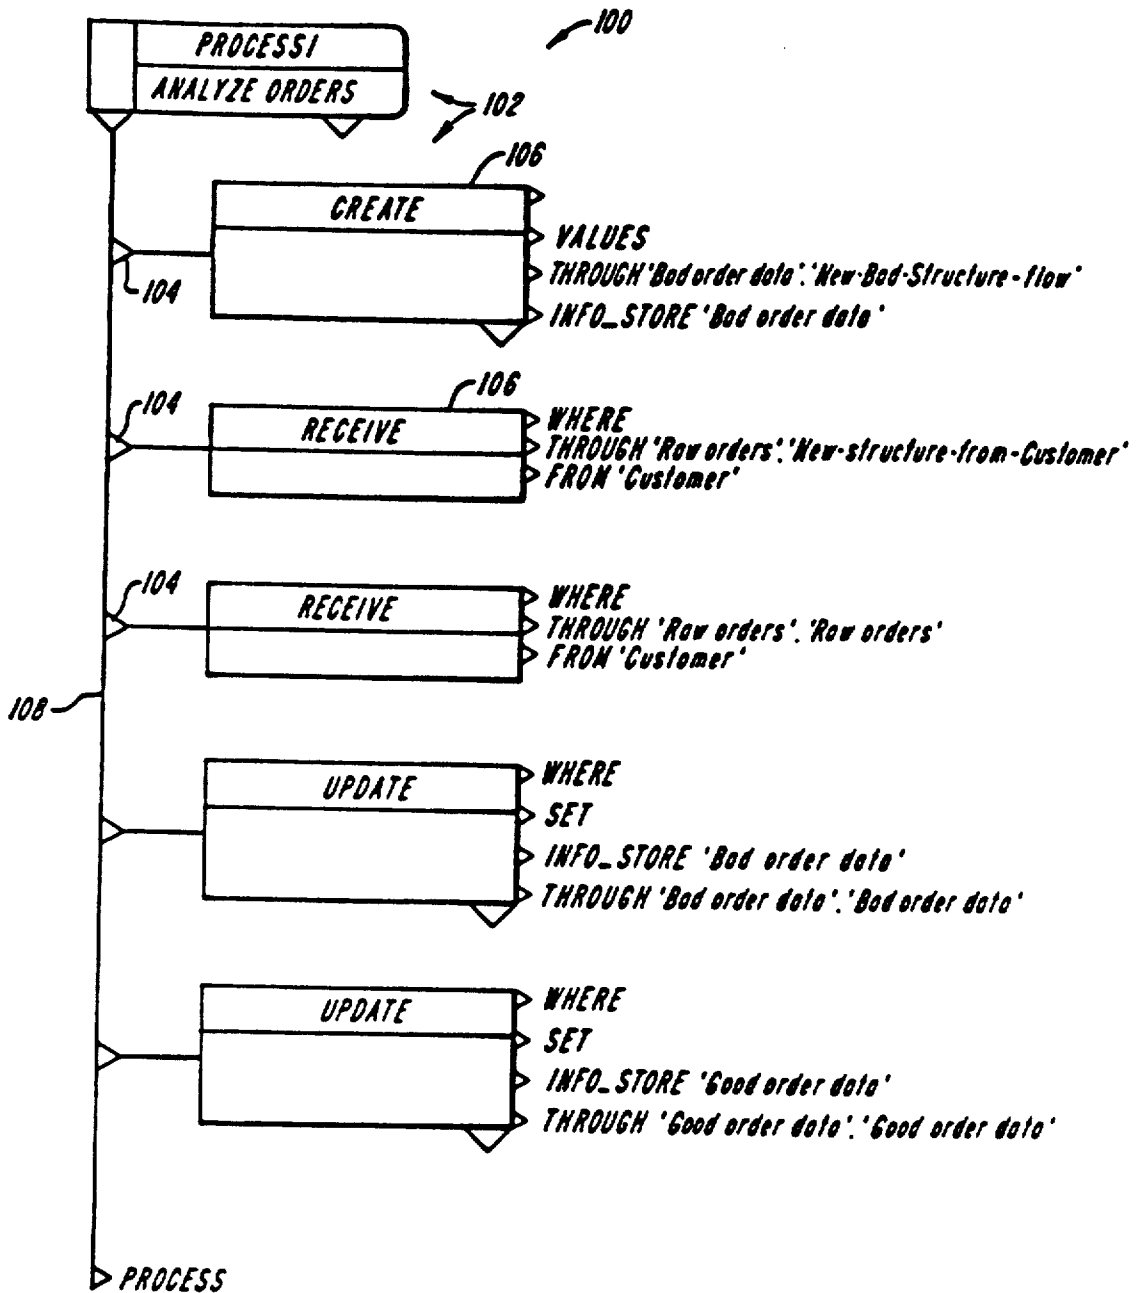 100
PROCESS1
ANALYZE ORDERS
102
106
CREATE
VALUES
THROUGH 'Bad order data'.'New-Bad-Structure-flow'
INFO_STORE 'Bad order data'
104
106
RECEIVE
WHERE
THROUGH 'Raw orders'.'New-structure-from-Customer'
FROM 'Customer'
104
104
RECEIVE
WHERE
THROUGH 'Raw orders'.'Raw orders'
FROM 'Customer'
108
UPDATE
WHERE
SET
INFO_STORE 'Bad order data'
THROUGH 'Bad order data'.'Bad order data'
UPDATE
WHERE
SET
INFO_STORE 'Good order data'
THROUGH 'Good order data'.'Good order data'
PROCESS